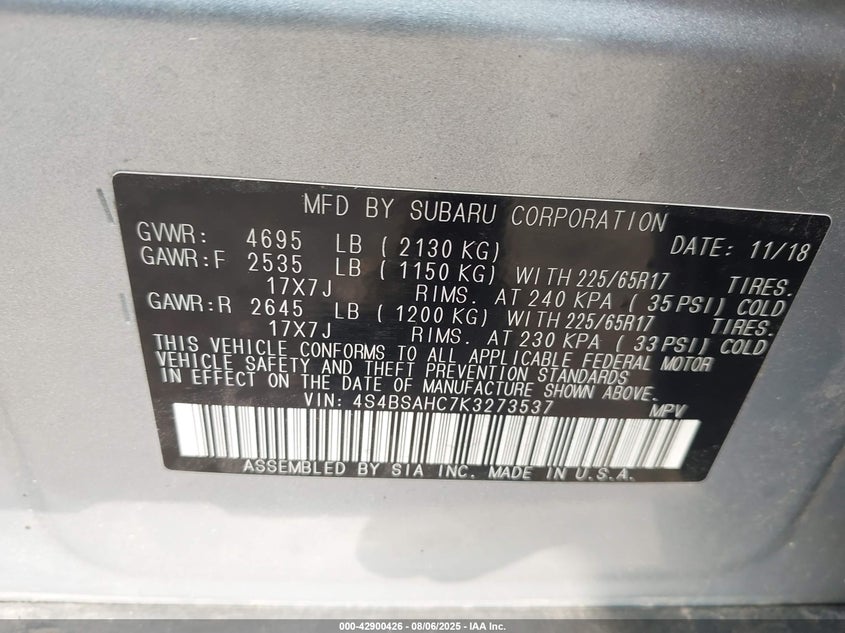 MFD BY SUBARU CORPORATION
GVWR: 4695 LB ( 2130 KG) DATE: 11/18
GAWR:F 2535 LB ( 1150 KG) WITH 225/65R17 TIRES.
17X7J RIMS. AT 240 KPA ( 35 PSI) COLD
GAWR:R 2645 LB ( 1200 KG) WITH 225/65R17 TIRES.
17X7J RIMS. AT 230 KPA ( 33 PSI) COLD
THIS VEHICLE CONFORMS TO ALL APPLICABLE FEDERAL MOTOR
VEHICLE SAFETY AND THEFT PREVENTION STANDARDS
IN EFFECT ON THE DATE OF MANUFACTURE SHOWN ABOVE.
VIN: 4S4BSAHC7K3273537 MPV
ASSEMBLED BY SIA INC. MADE IN U.S.A.
000-42900426 - 08/06/2025 - IAA Inc.